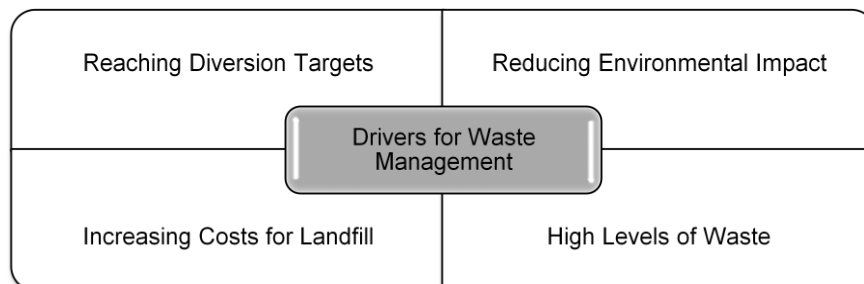 Reaching Diversion Targets
Reducing Environmental Impact
Drivers for Waste
Management
Increasing Costs for Landfill
High Levels of Waste